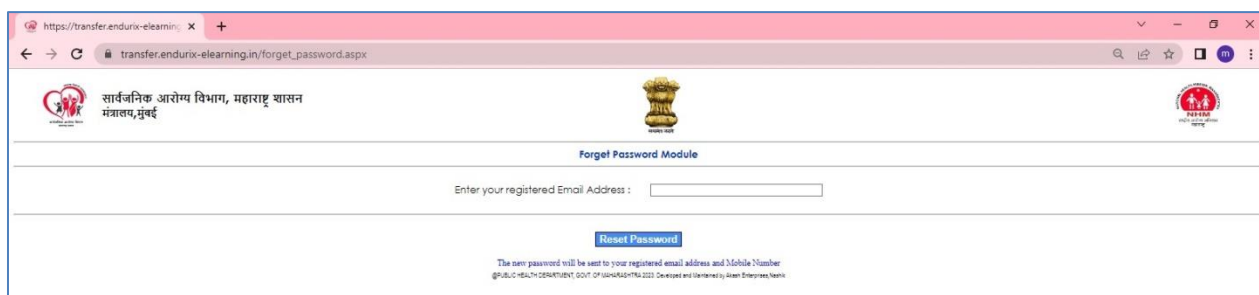 https://transfer.endurix-elearning
transfer.endurix-elearning.in/forget_password.aspx
m
सार्वजनिक आरोग्य विभाग, महाराष्ट्र शासन
मंत्रालय,मुंबई
NHM
Forget Password Module
Enter your registered Email Address :
Reset Password
The new password will be sent to your registered email address and Mobile Number
@PUBLIC HEALTH DEPARTMENT, GOVT. OF MAHARASHTRA 2023. Developed and Maintained by Akash Enterprises,Nashik